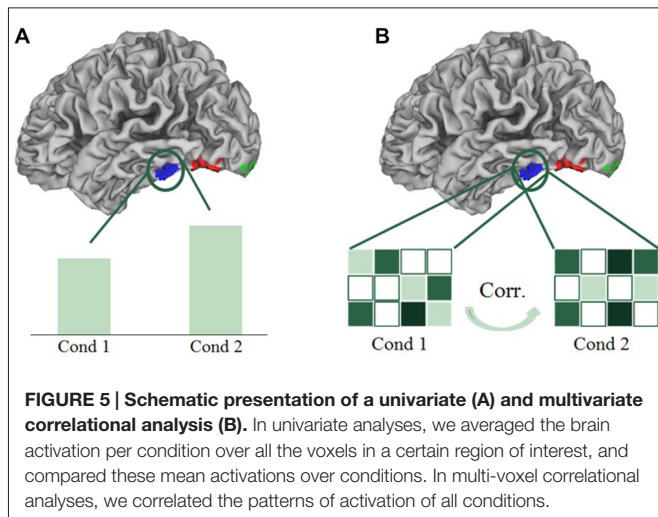 A
B
Corr.
Cond 1
Cond 2
Cond 1
Cond 2
FIGURE 5 | Schematic presentation of a univariate (A) and multivariate
correlational analysis (B). In univariate analyses, we averaged the brain
activation per condition over all the voxels in a certain region of interest, and
compared these mean activations over conditions. In multi-voxel correlational
analyses, we correlated the patterns of activation of all conditions.